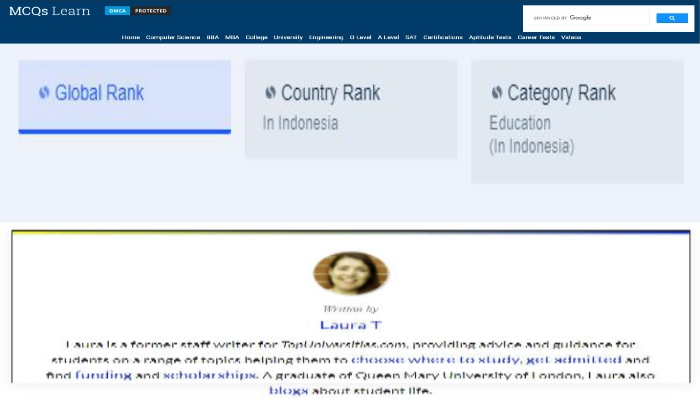 MCQs Learn
DMCA PROTECTED
ENHANCED BY Google
Home Computer Science BBA MBA College University Engineering O Level A Level SAT Certifications Aptitude Tests Career Tests Videos
Global Rank
Country Rank
In Indonesia
Category Rank
Education
(In Indonesia)
Written by
Laura T
Laura is a former staff writer for TopUniversities.com, providing advice and guidance for
students on a range of topics helping them to choose where to study, get admitted and
find funding and scholarships. A graduate of Queen Mary University of London, Laura also
blogs about student life.